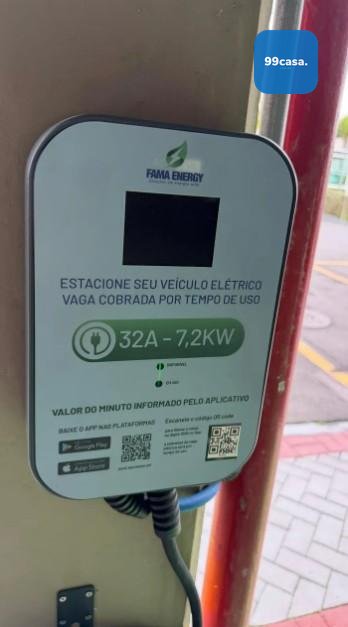 99casa.
FAMA ENERGY
ESTACIONE SEU VEÍCULO ELÉTRICO
VAGA COBRADA POR TEMPO DE USO
32A - 7,2KW
VALOR DO MINUTO INFORMADO PELO APLICATIVO
BAIXE O APP NAS PLATAFORMAS
Google Play
App Store
Escaneie o código QR code